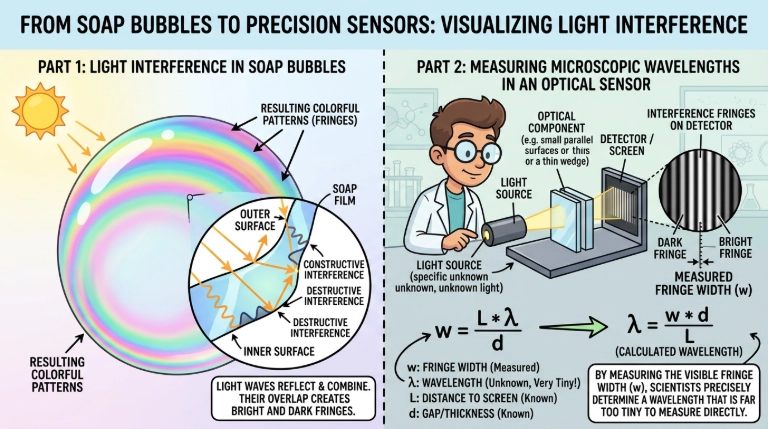 FROM SOAP BUBBLES TO PRECISION SENSORS: VISUALIZING LIGHT INTERFERENCE
PART 1: LIGHT INTERFERENCE IN SOAP BUBBLES
RESULTING COLORFUL
PATTERNS (FRINGES)
SOAP
FILM
OUTER
SURFACE
CONSTRUCTIVE
INTERFERENCE
DESTRUCTIVE
INTERFERENCE
DESTRUCTIVE
INTERFERENCE
INNER SURFACE
RESULTING
COLORFUL
PATTERNS
LIGHT WAVES REFLECT & COMBINE.
THEIR OVERLAP CREATES
BRIGHT AND DARK FRINGES.
PART 2: MEASURING MICROSCOPIC WAVELENGTHS
IN AN OPTICAL SENSOR
OPTICAL
COMPONENT
(e.g. small parallel
surfaces or thiis
or a thin wedge)
DETECTOR /
SCREEN
INTERFERENCE FRINGES
ON DETECTOR
LIGHT
SOURCE
LIGHT SOURCE
(specific unknown
unknown, unknown light)
DARK
FRINGE
BRIGHT
FRINGE
MEASURED
FRINGE WIDTH (w)
w = L * λ / d
λ = w * d / L
(CALCULATED WAVELENGTH)
w: FRINGE WIDTH (Measured)
λ: WAVELENGTH (Unknown, Very Tiny!)
L: DISTANCE TO SCREEN (Known)
d: GAP/THICKNESS (Known)
BY MEASURING THE VISIBLE FRINGE
WIDTH (w), SCIENTISTS PRECISELY
DETERMINE A WAVELENGTH THAT IS FAR
TOO TINY TO MEASURE DIRECTLY.